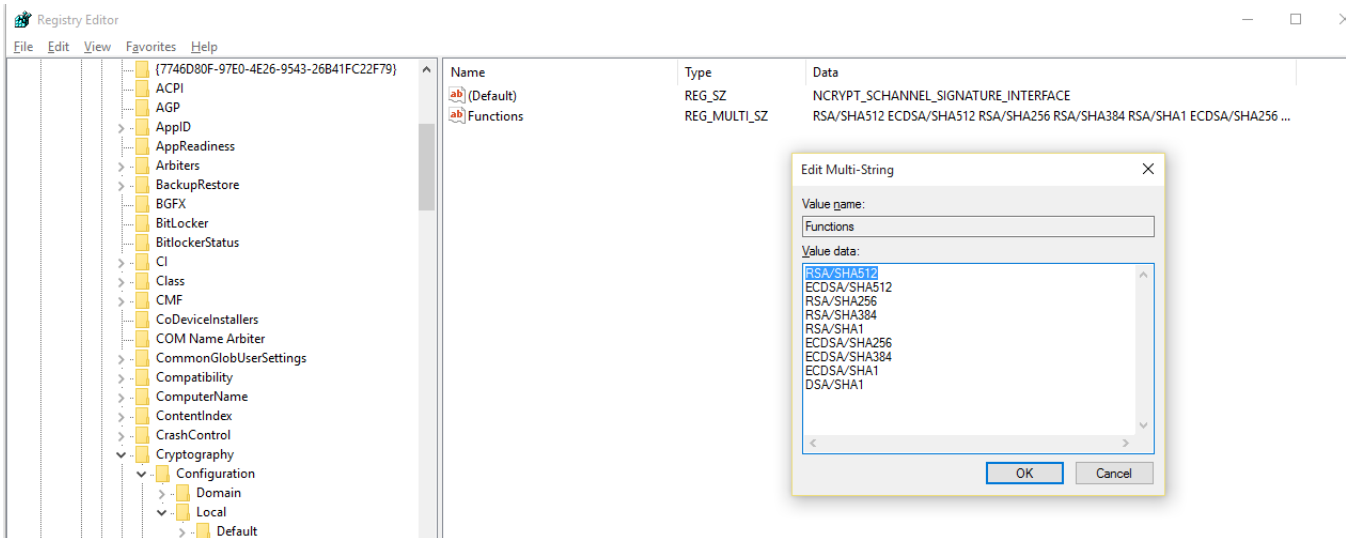 Registry Editor
File Edit View Favorites Help
{7746D80F-97E0-4E26-9543-26B41FC22F79}
ACPI
AGP
AppID
AppReadiness
Arbiters
BackupRestore
BGFX
BitLocker
BitlockerStatus
CI
Class
CMF
CoDeviceInstallers
COM Name Arbiter
CommonGlobUserSettings
Compatibility
ComputerName
ContentIndex
CrashControl
Cryptography
Configuration
Domain
Local
Default
Name Type Data
ab (Default) REG_SZ NCRYPT_SCHANNEL_SIGNATURE_INTERFACE
ab Functions REG_MULTI_SZ RSA/SHA512 ECDSA/SHA512 RSA/SHA256 RSA/SHA384 RSA/SHA1 ECDSA/SHA256 ...
Edit Multi-String
Value name:
Functions
Value data:
RSA/SHA512
ECDSA/SHA512
RSA/SHA256
RSA/SHA384
RSA/SHA1
ECDSA/SHA256
ECDSA/SHA384
ECDSA/SHA1
DSA/SHA1
OK Cancel